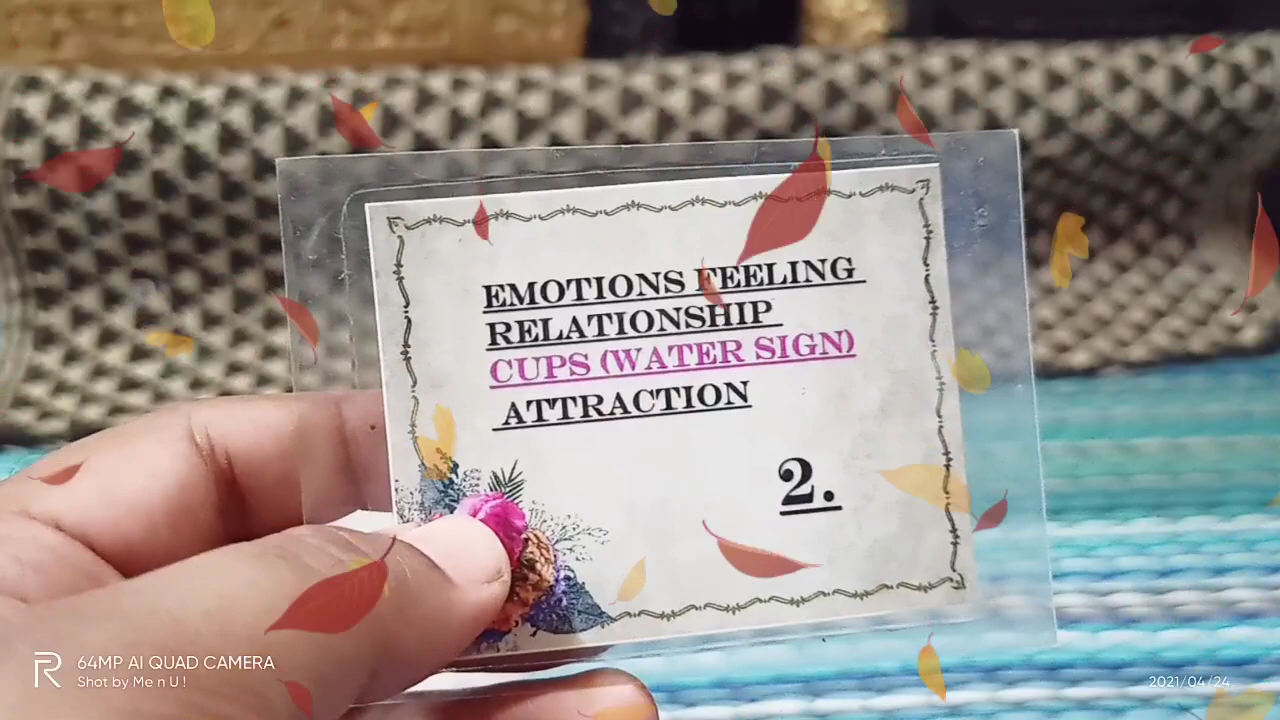 EMOTIONS FEELING
RELATIONSHIP
CUPS (WATER SIGN)
ATTRACTION
2.
R
64MP AI QUAD CAMERA
Shot by Me n U !
2021/04/24